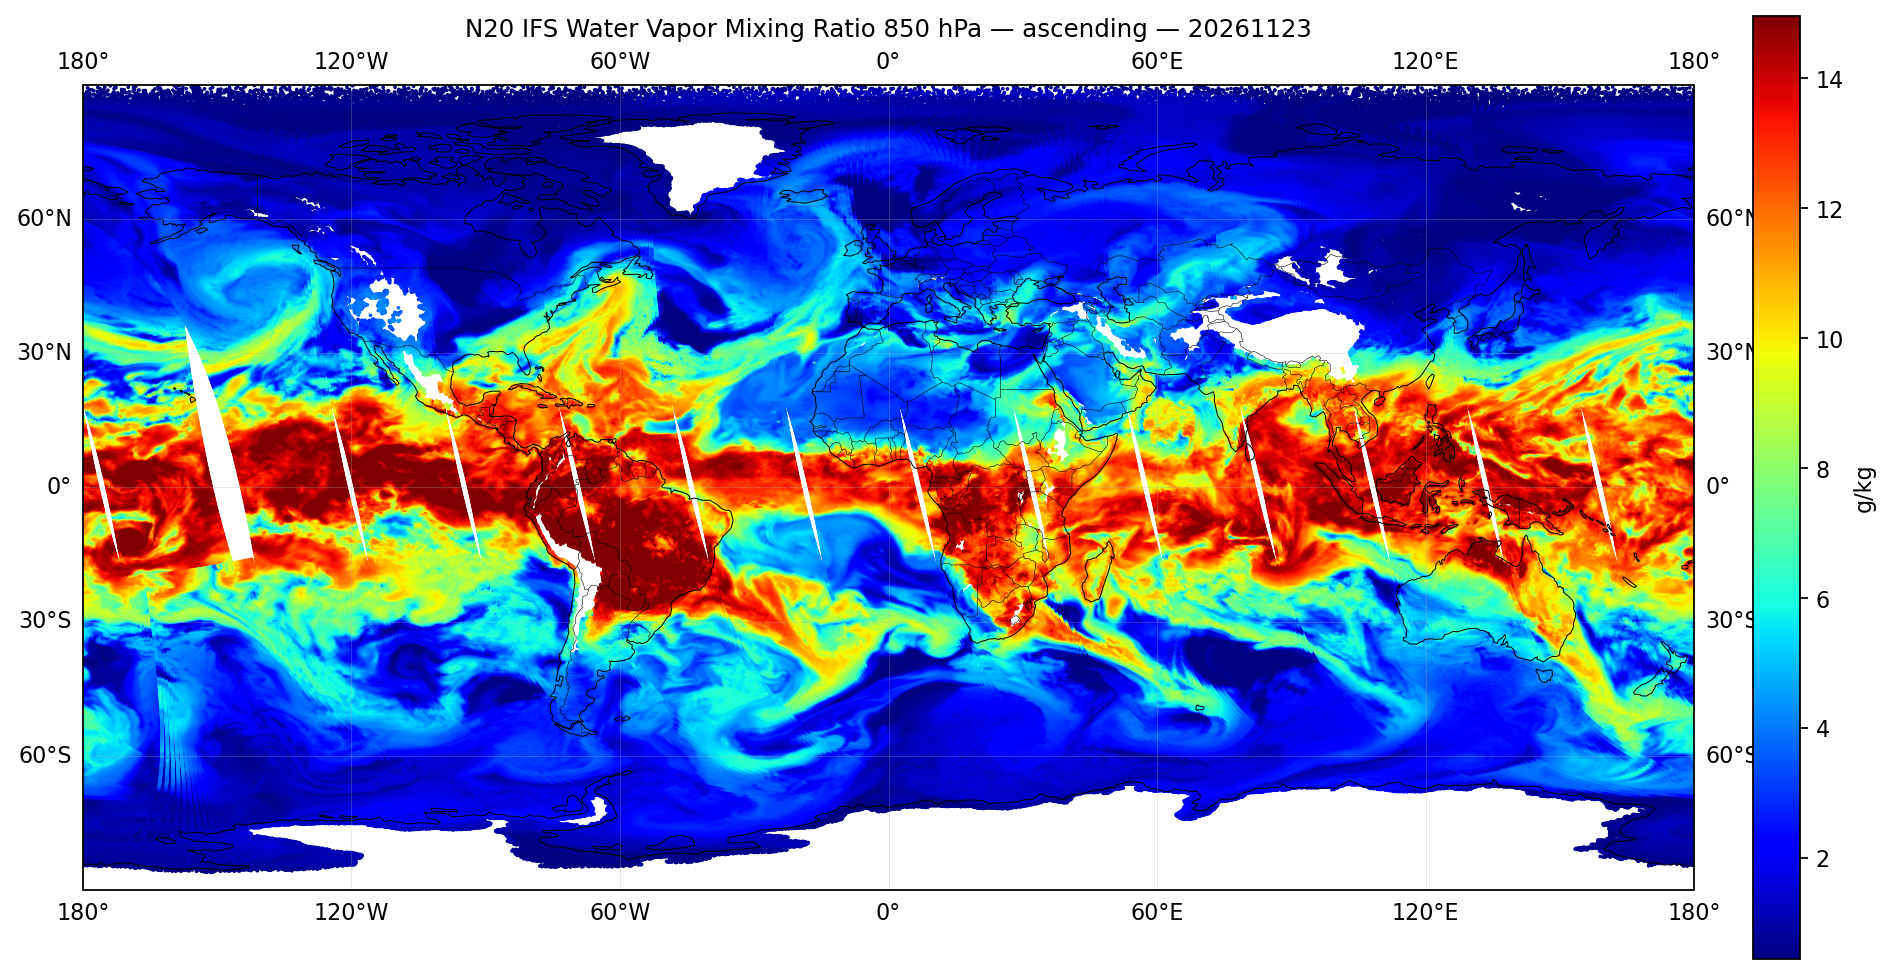 N20 IFS Water Vapor Mixing Ratio 850 hPa — ascending — 20261123
180° 120°W 60°W 0° 60°E 120°E 180°
60°N 60°N
30°N 30°N
0° 0°
30°S 30°S
60°S 60°S
180° 120°W 60°W 0° 60°E 120°E 180°
14
12
10
8
6
4
2
g/kg